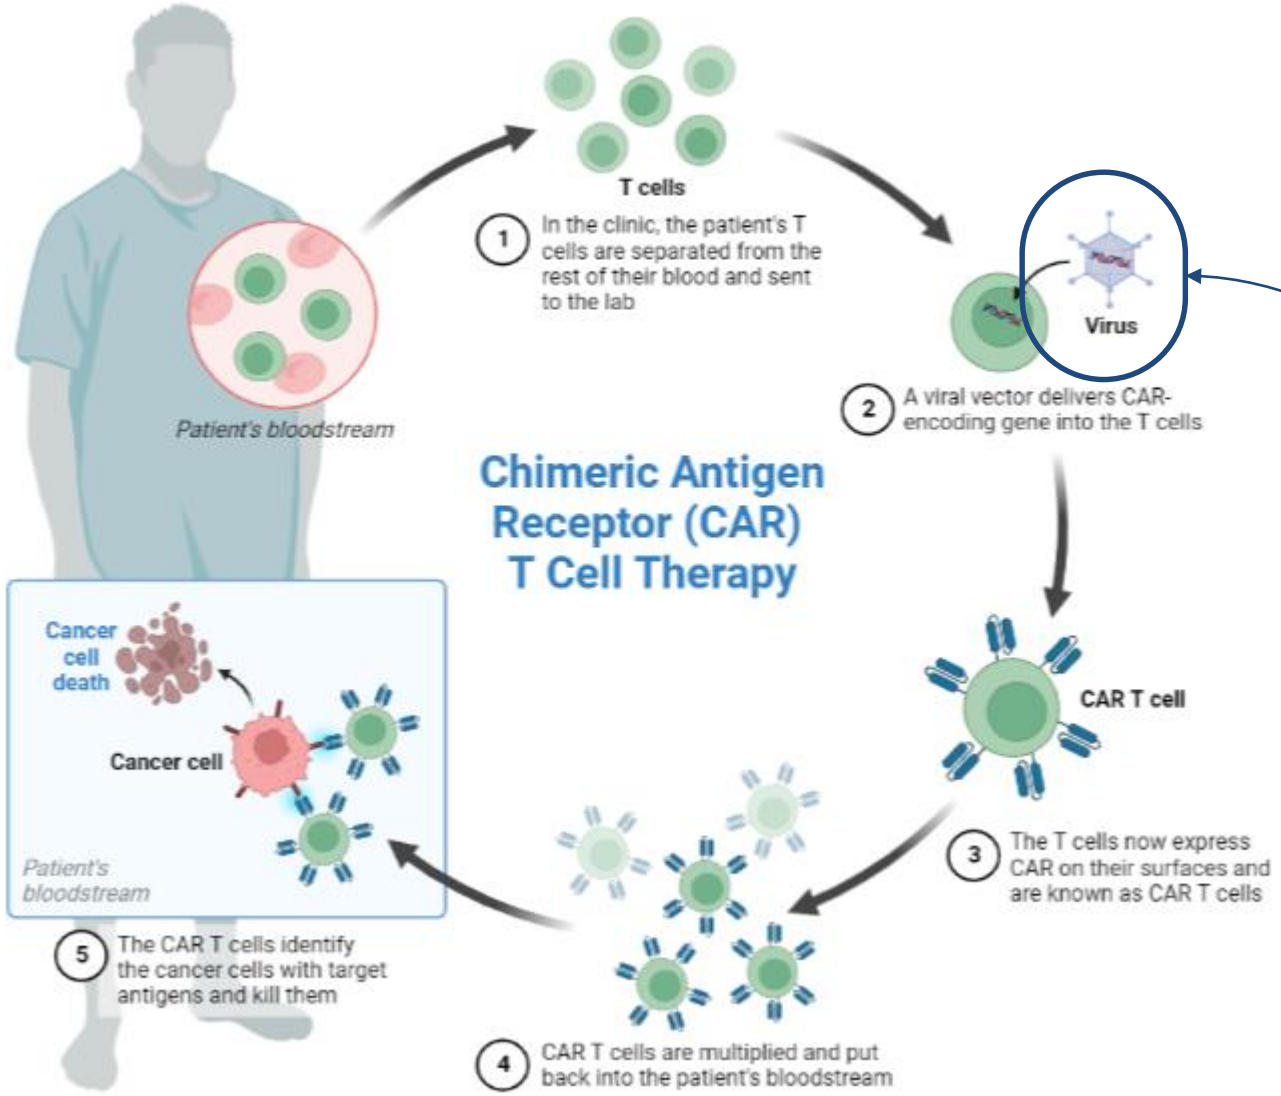 T cells
1
In the clinic, the patient's T
cells are separated from the
rest of their blood and sent
to the lab
Virus
2
A viral vector delivers CAR-
encoding gene into the T cells
Patient's bloodstream
Chimeric Antigen
Receptor (CAR)
T Cell Therapy
CAR T cell
3
The T cells now express
CAR on their surfaces and
are known as CAR T cells
4
CAR T cells are multiplied and put
back into the patient's bloodstream
Cancer
cell
death
Cancer cell
Patient's
bloodstream
5
The CAR T cells identify
the cancer cells with target
antigens and kill them